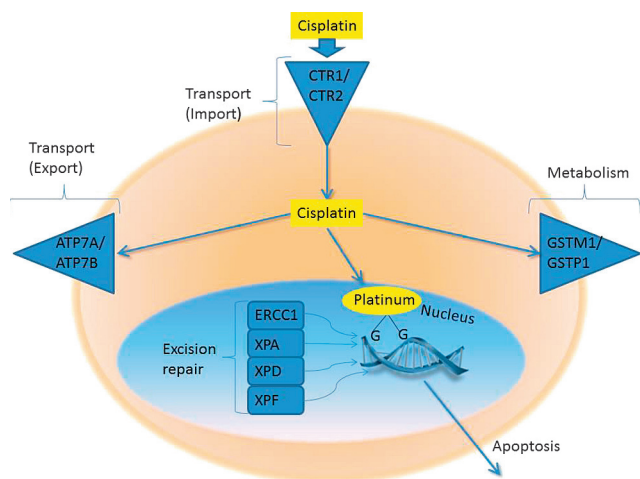 Cisplatin
CTR1/
CTR2
Transport
(Import)
Transport
(Export)
Metabolism
Cisplatin
ATP7A/
ATP7B
GSTM1/
GSTP1
Platinum
Nucleus
G G
ERCC1
XPA
XPD
XPF
Excision
repair
Apoptosis